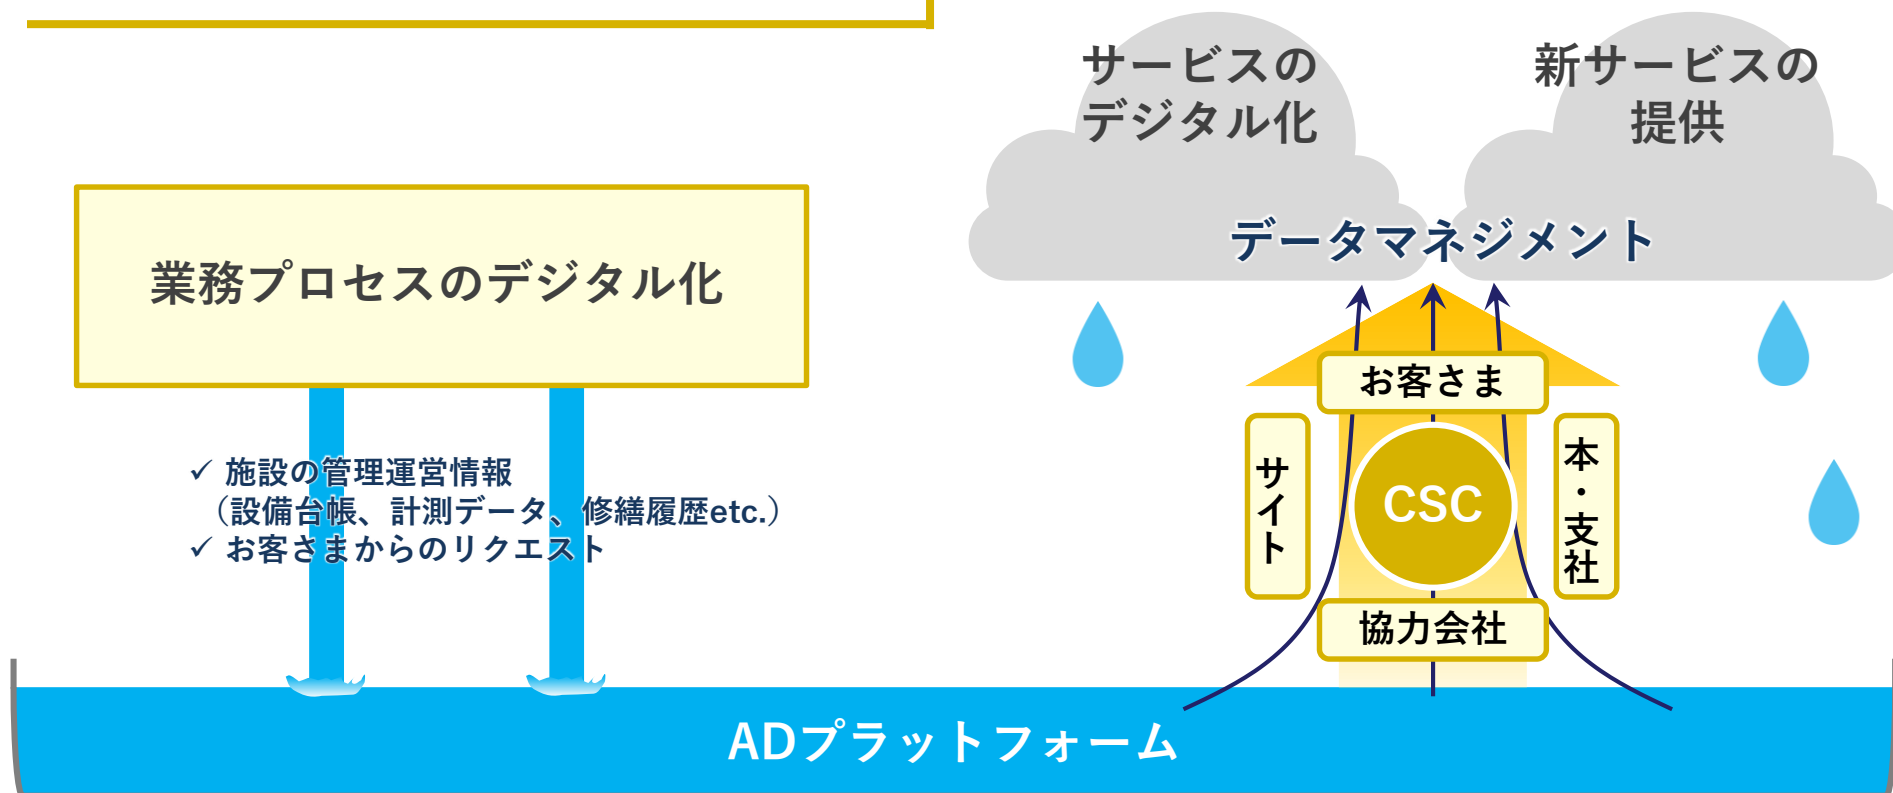 サービスの
デジタル化
新サービスの
提供
データマネジメント
業務プロセスのデジタル化
✓ 施設の管理運営情報
（設備台帳、計測データ、修繕履歴etc.）
✓ お客さまからのリクエスト
お客さま
サイト
CSC
本・支社
協力会社
ADプラットフォーム